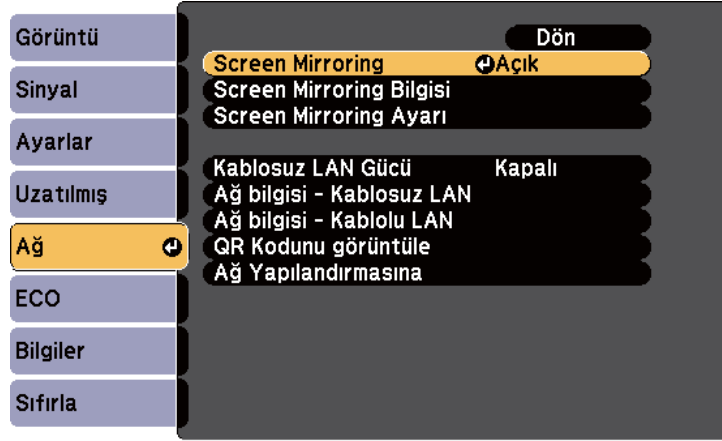 Görüntü
Sinyal
Ayarlar
Uzatılmış
Ağ
ECO
Bilgiler
Sıfırla
Dön
Screen Mirroring Açık
Screen Mirroring Bilgisi
Screen Mirroring Ayarı
Kablosuz LAN Gücü Kapalı
Ağ bilgisi - Kablosuz LAN
Ağ bilgisi - Kablolu LAN
QR Kodunu görüntüle
Ağ Yapılandırmasına